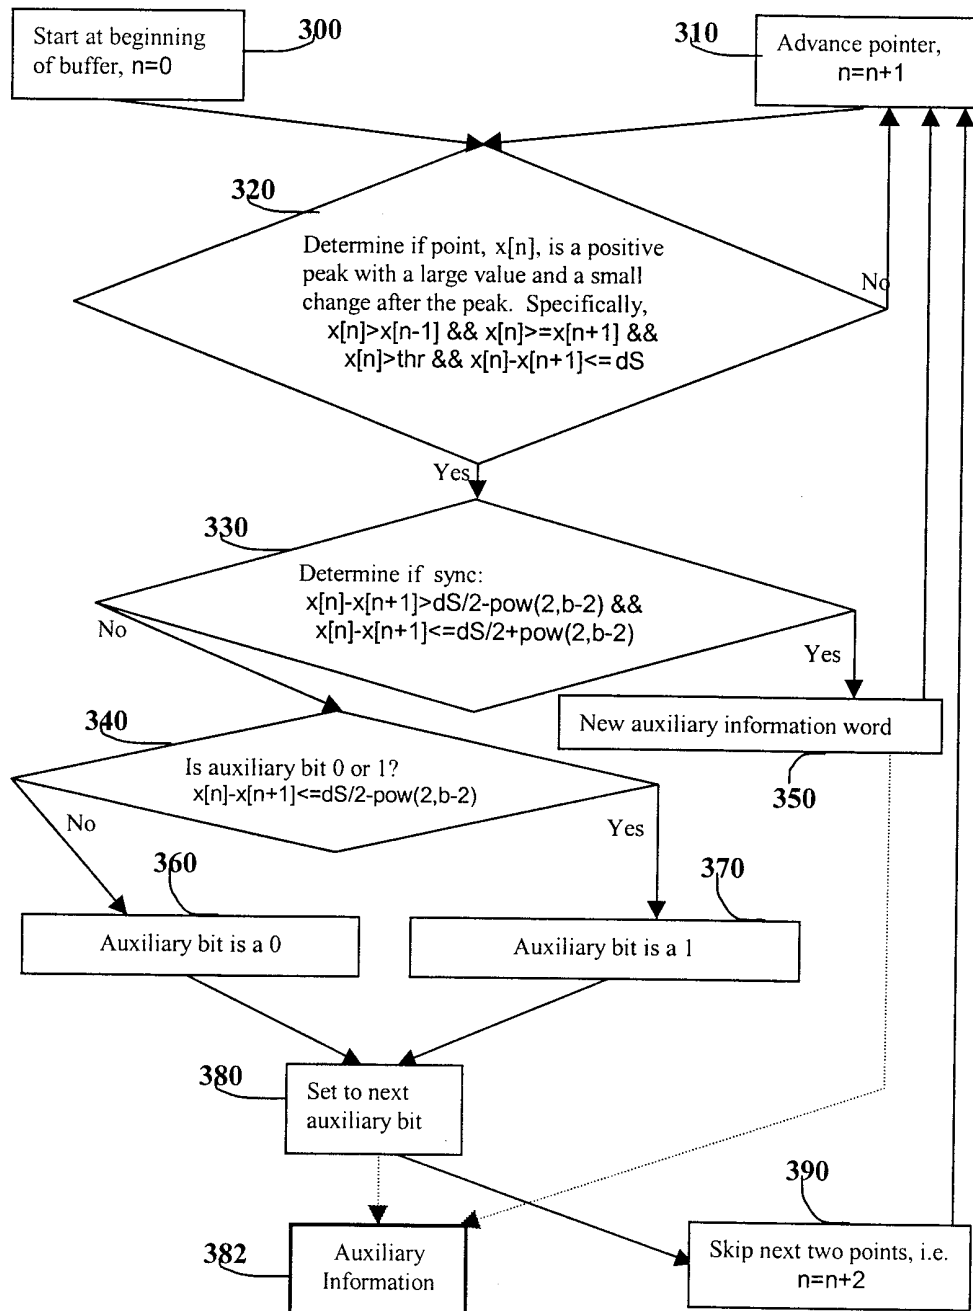 300
Start at beginning
of buffer, n=0
310
Advance pointer,
n=n+1
320
Determine if point, x[n], is a positive
peak with a large value and a small
change after the peak. Specifically,
x[n]>x[n-1] && x[n]>=x[n+1] &&
x[n]>thr && x[n]-x[n+1]<=dS
No
Yes
330
Determine if sync:
x[n]-x[n+1]>dS/2-pow(2,b-2) &&
x[n]-x[n+1]<=dS/2+pow(2,b-2)
No
Yes
340
Is auxiliary bit 0 or 1?
x[n]-x[n+1]<=dS/2-pow(2,b-2)
New auxiliary information word
350
No
Yes
360
Auxiliary bit is a 0
370
Auxiliary bit is a 1
380
Set to next
auxiliary bit
390
Skip next two points, i.e.
n=n+2
382
Auxiliary
Information